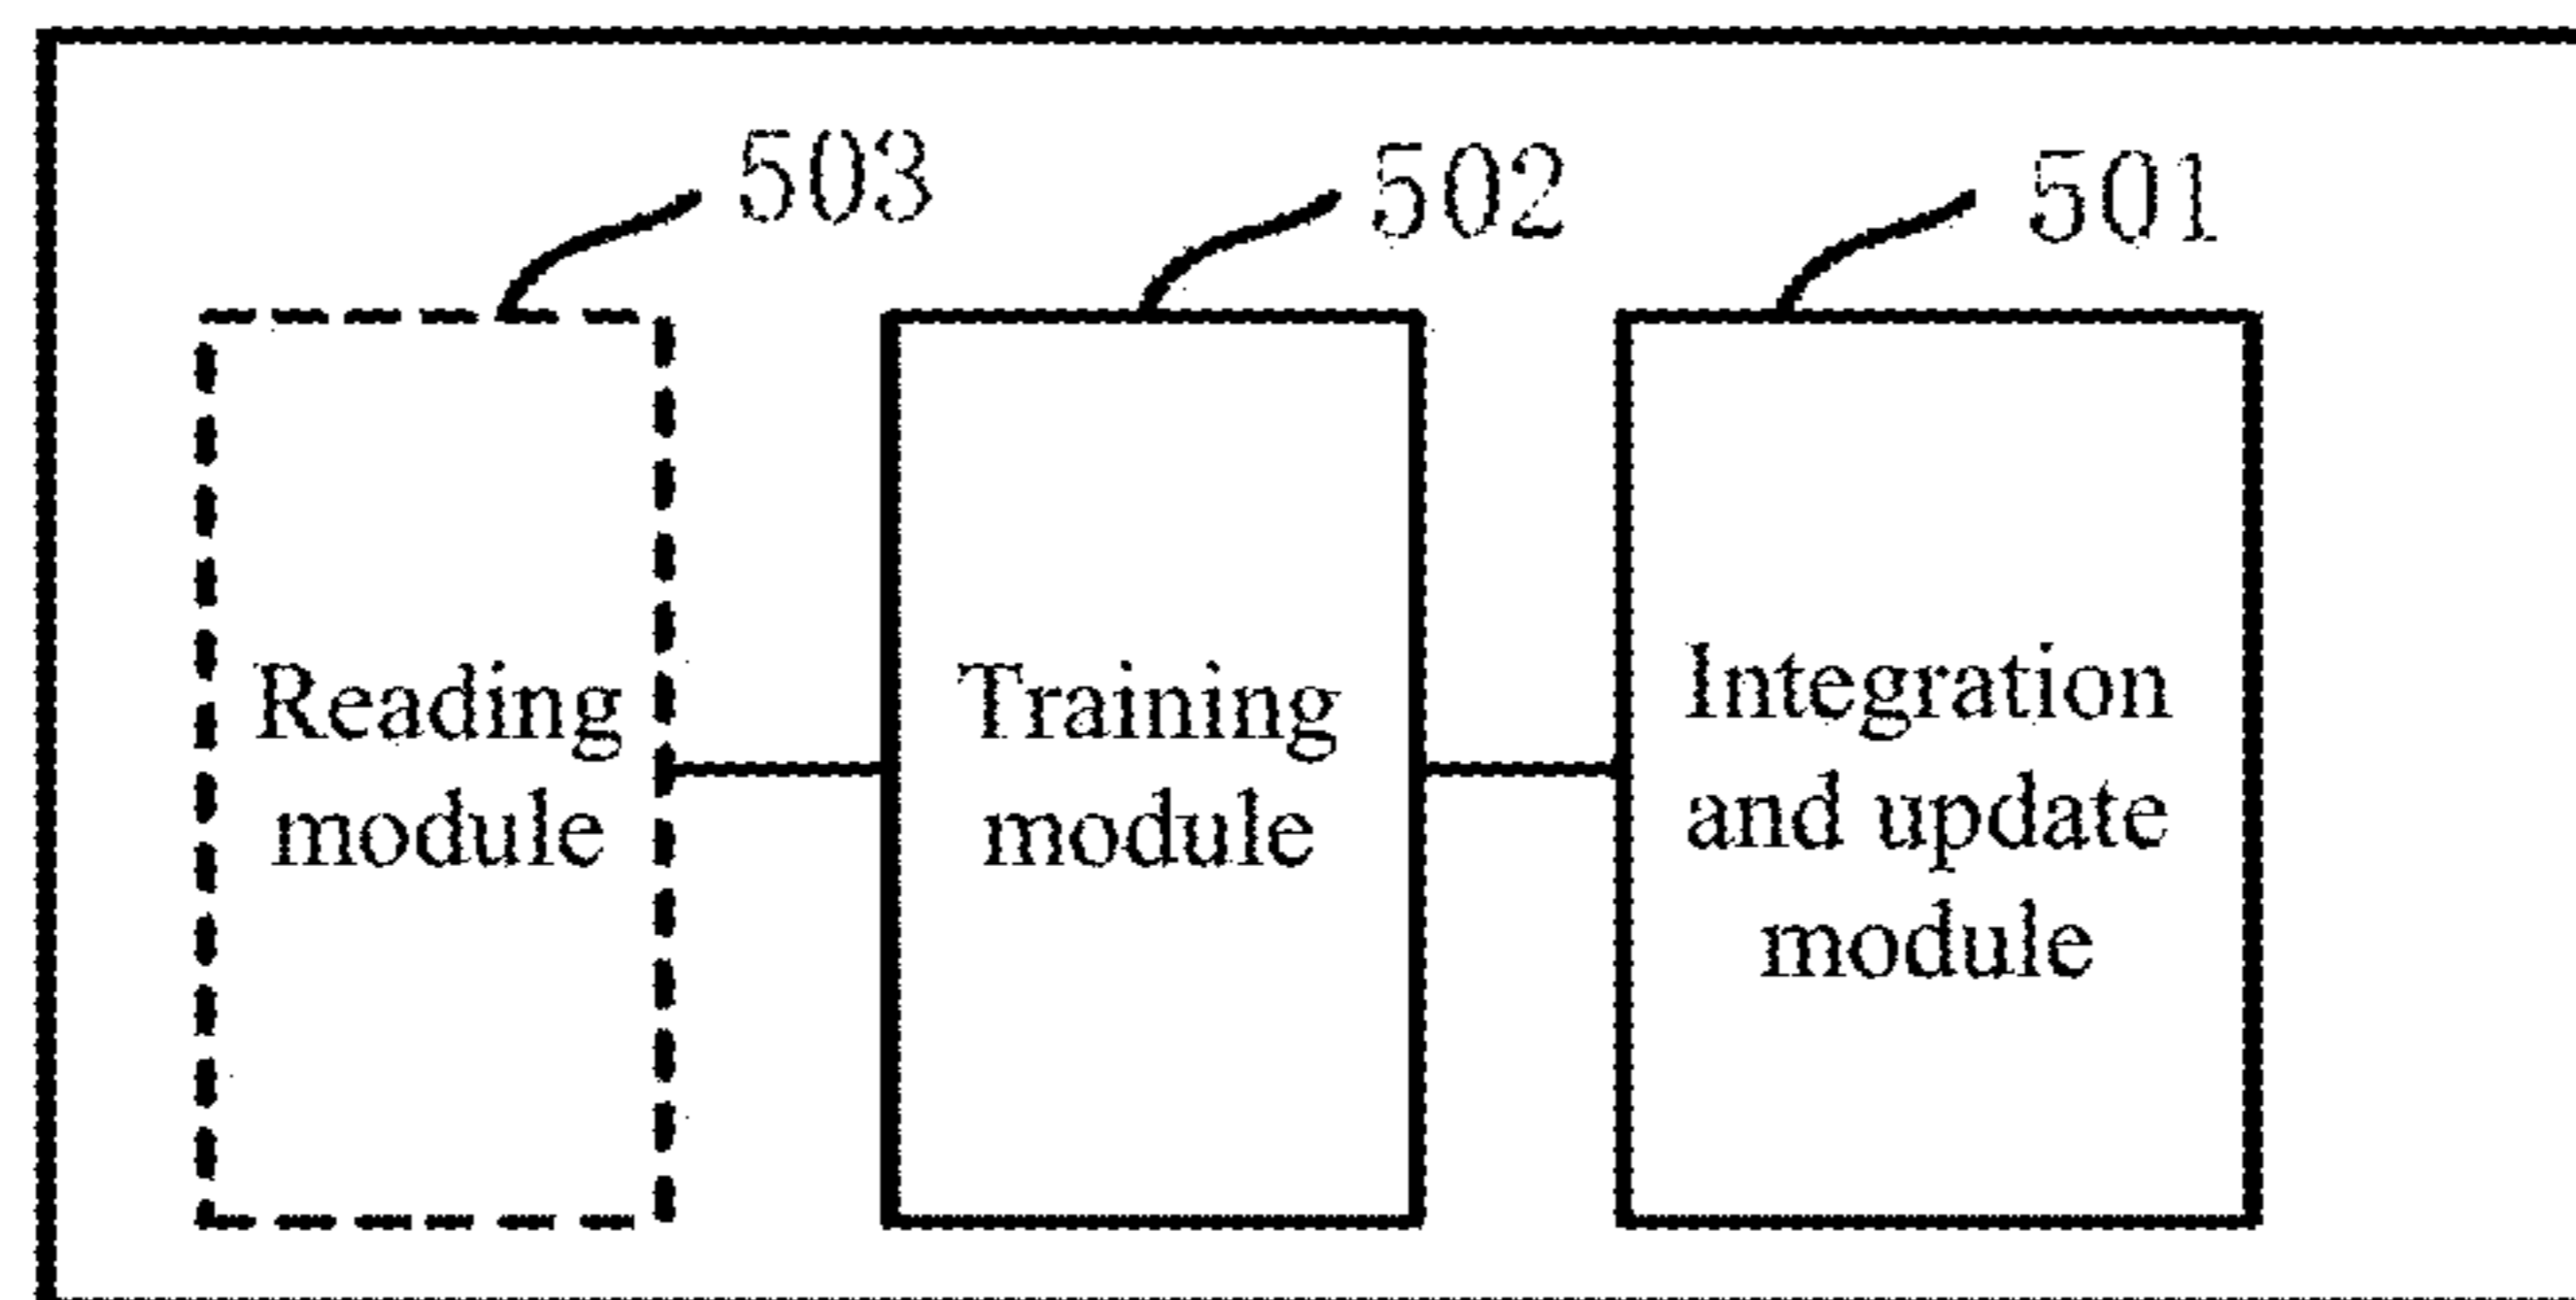 503
502
501
Reading
module
Training
module
Integration
and update
module